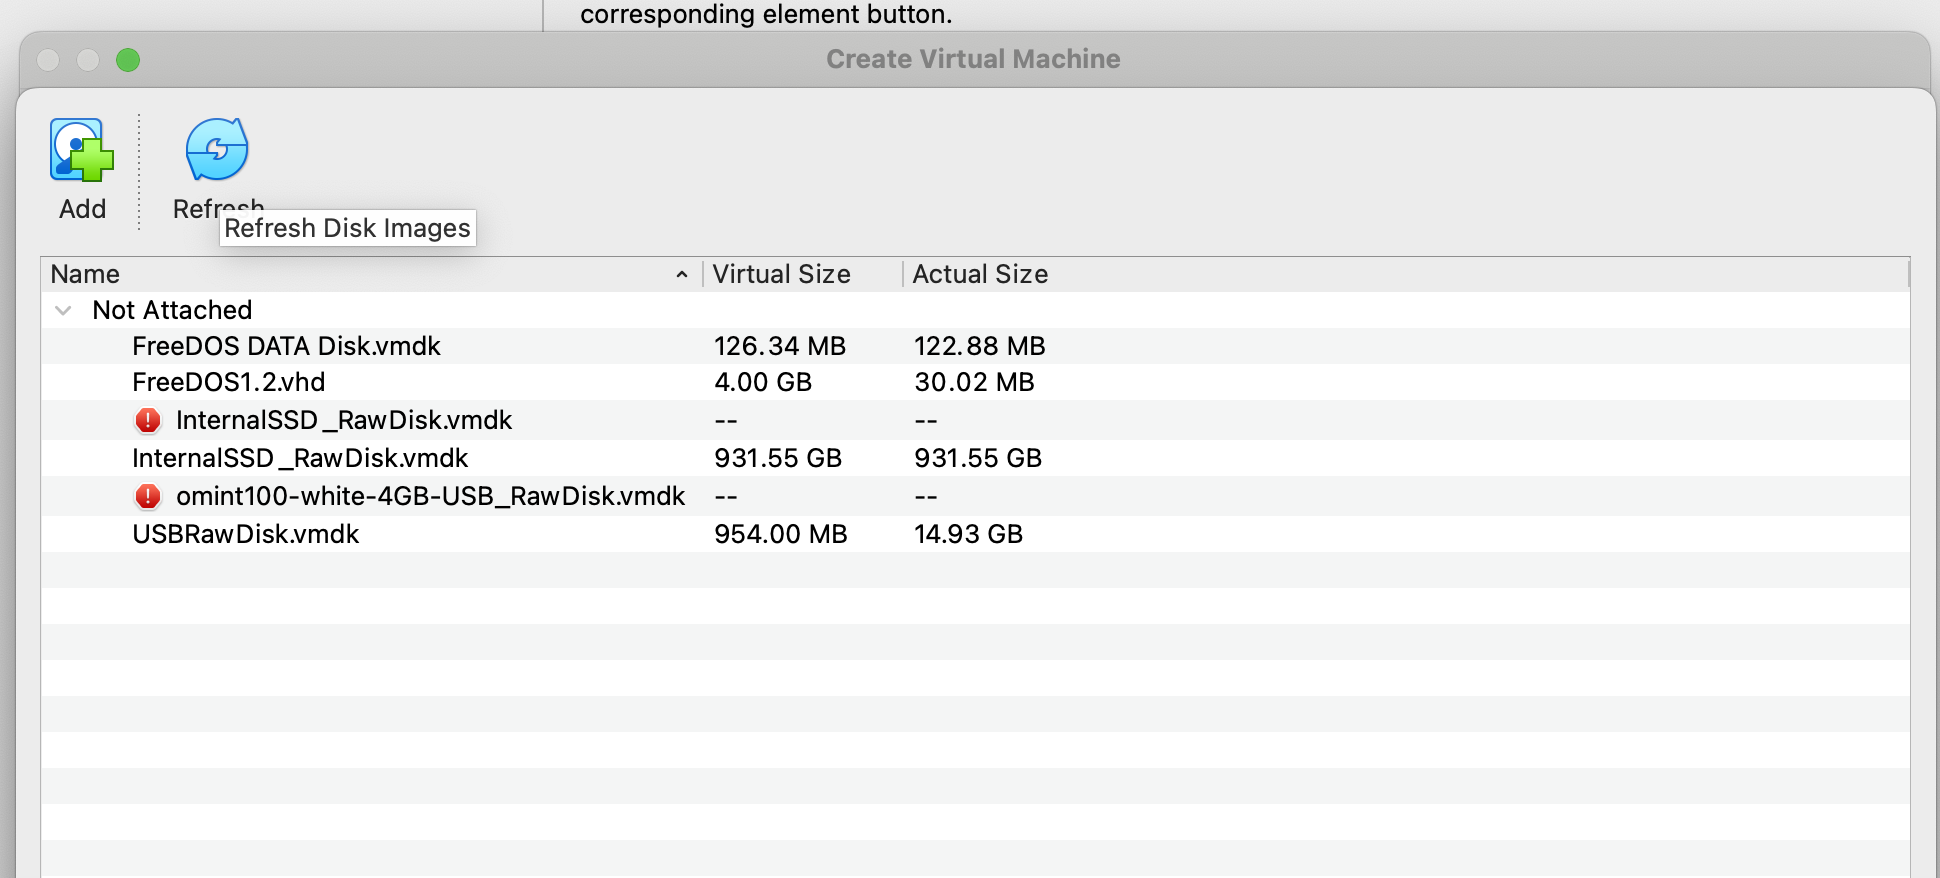 corresponding element button.
Create Virtual Machine
Add
Refresh
Refresh Disk Images
Name Virtual Size Actual Size
Not Attached
FreeDOS DATA Disk.vmdk 126.34 MB 122.88 MB
FreeDOS1.2.vhd 4.00 GB 30.02 MB
InternalSSD_RawDisk.vmdk -- --
InternalSSD_RawDisk.vmdk 931.55 GB 931.55 GB
omint100-white-4GB-USB_RawDisk.vmdk -- --
USBRawDisk.vmdk 954.00 MB 14.93 GB